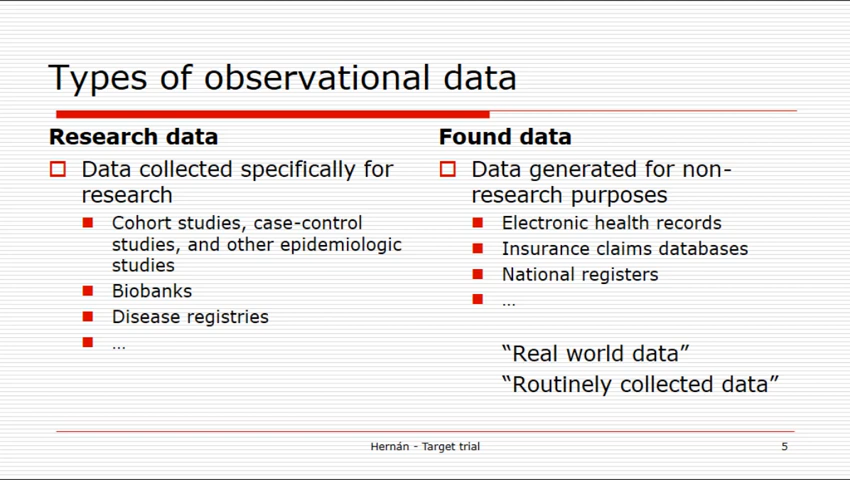 Types of observational data
Research data
Data collected specifically for
research
Cohort studies, case-control
studies, and other epidemiologic
studies
Biobanks
Disease registries
...
Found data
Data generated for non-
research purposes
Electronic health records
Insurance claims databases
National registers
...
“Real world data”
“Routinely collected data”
Hernán - Target trial
5